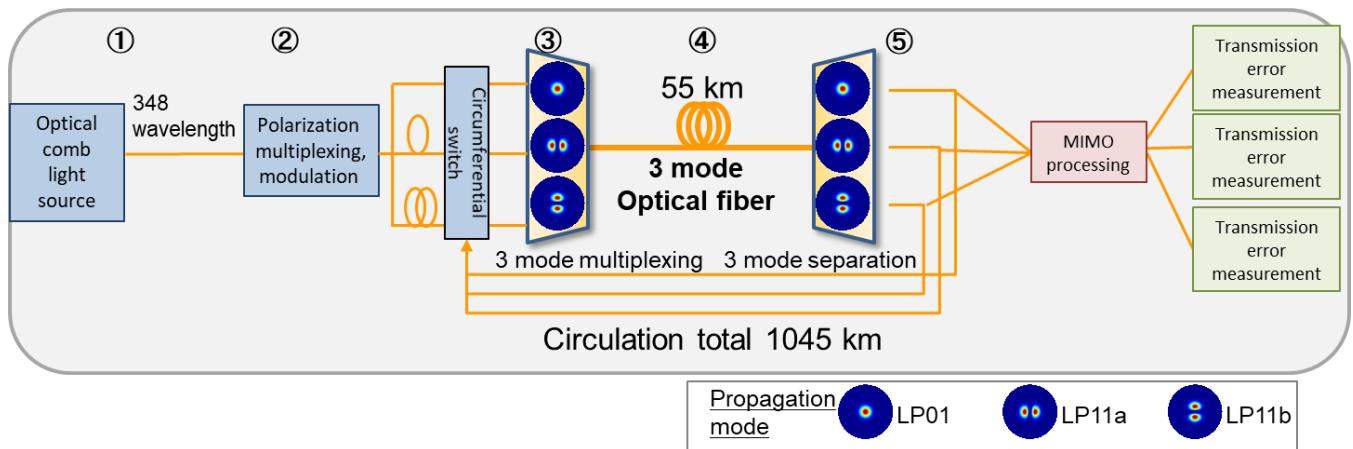 ①
②
③
④
⑤
Optical
comb
light
source
348
wavelength
Polarization
multiplexing,
modulation
Circumferential
switch
55 km
3 mode
Optical fiber
3 mode multiplexing
3 mode separation
MIMO
processing
Transmission
error
measurement
Transmission
error
measurement
Transmission
error
measurement
Circulation total 1045 km
Propagation
mode
LP01
LP11a
LP11b